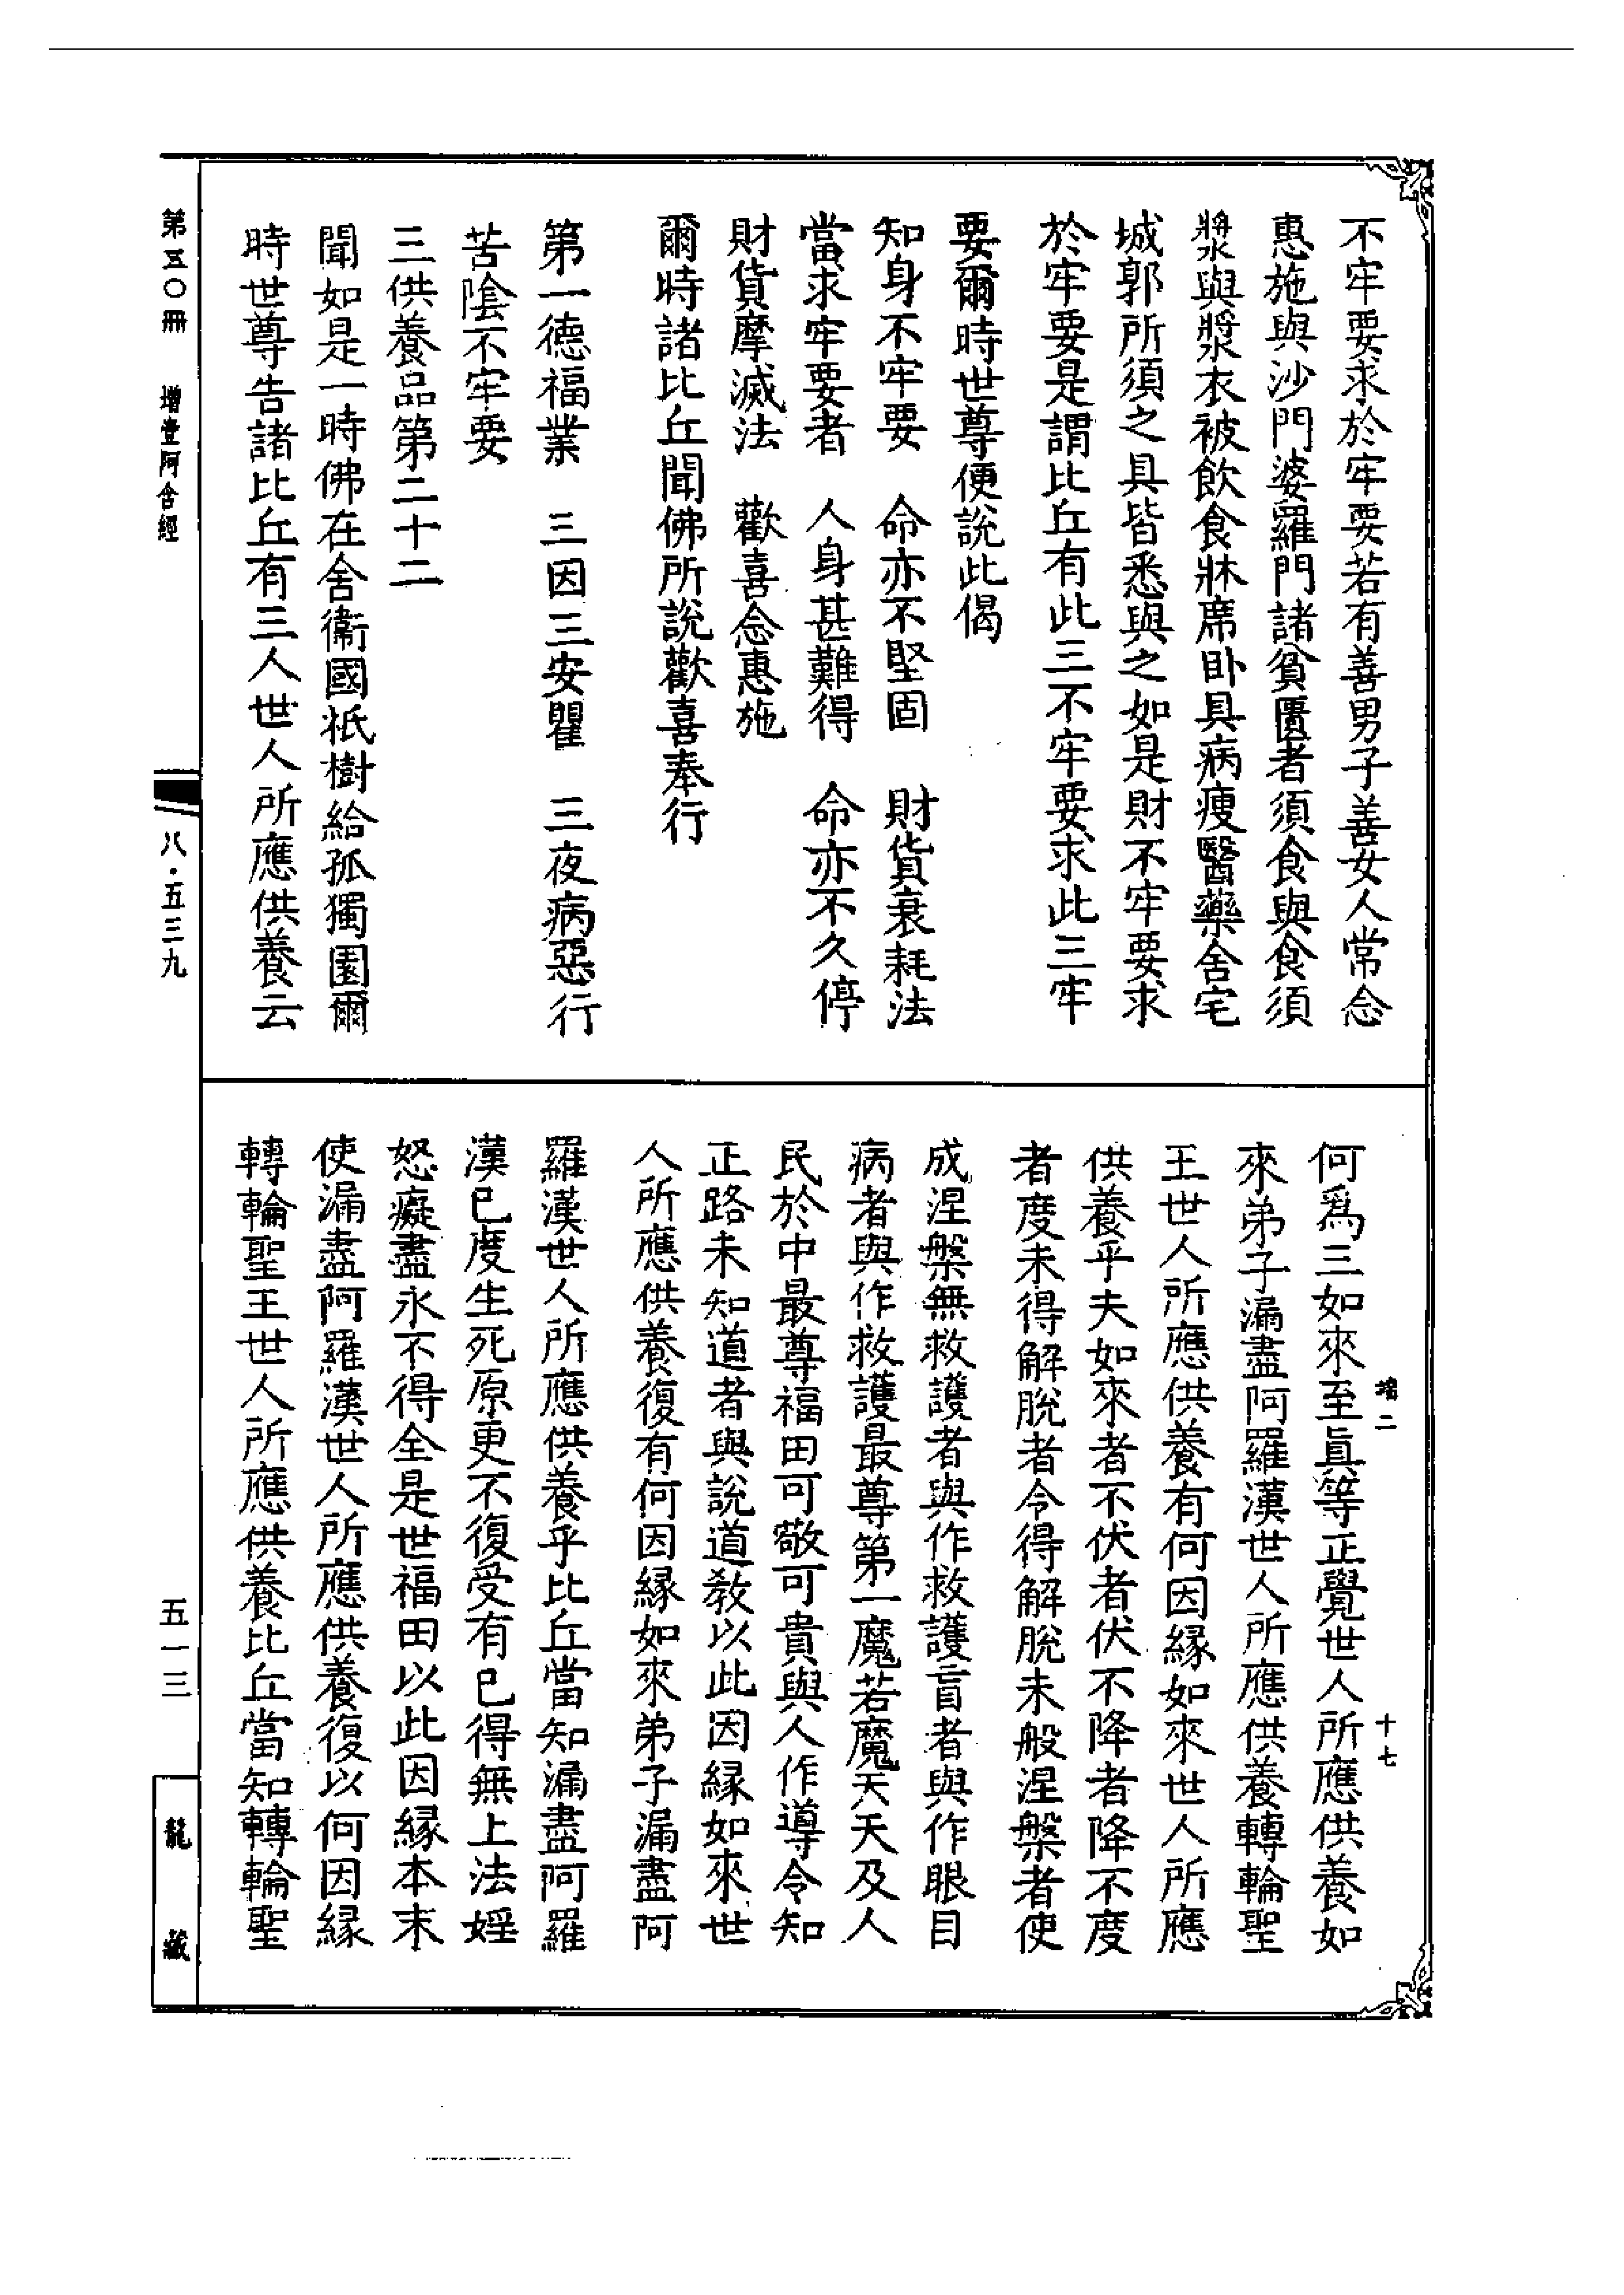 不牢要求於牢要若有善男子善女人常念
惠施與沙門婆羅門諸貧匱者須食與食須
漿與漿衣被飲食牀席卧具病瘦醫藥舍宅
城郭所須之具皆悉與之如是財不牢要求
於牢要是謂比丘有此三不牢要求此三牢
要爾時世尊便說此偈
知身不牢要　命亦不堅固　財貨衰耗法
當求牢要者　人身甚難得　命亦不久停
財貨摩滅法　歡喜念惠施
爾時諸比丘聞佛所說歡喜奉行
第一德福業　三因三安瞿　三夜病惡行
苦陰不牢要
三供養品第二十二
聞如是一時佛在舍衞國祇樹給孤獨園爾
時世尊告諸比丘有三人世人所應供養云
何爲三如來至眞等正覺世人所應供養如
來弟子漏盡阿羅漢世人所應供養轉輪聖
王世人所應供養有何因緣如來世人所應
供養乎夫如來者不伏者伏不降者降不度
者度未得解脫者令得解脫未般涅槃者使
成涅槃無救護者與作救護盲者與作眼目
病者與作救護最尊第一魔若魔天天及人
民於中最尊福田可敬可貴與人作導令知
正路未知道者與說道教以此因緣如來世
人所應供養復有何因緣如來弟子漏盡阿
羅漢世人所應供養乎比丘當知漏盡阿羅
漢已度生死原更不復受有已得無上法婬
怒癡盡永不得全是世福田以此因緣本末
使漏盡阿羅漢世人所應供養復以何因緣
轉輪聖王世人所應供養比丘當知轉輪聖
增二　十七
第五〇冊　增壹阿含經
八·五三九
五一三
龍藏